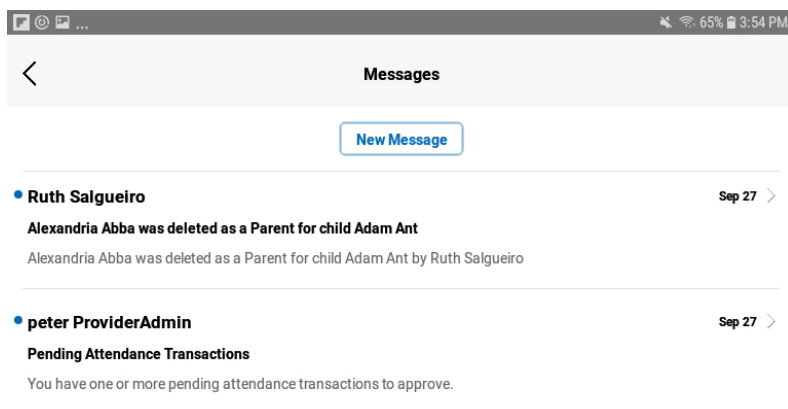 ... 65% 3:54 PM
Messages
New Message
Ruth Salgueiro Sep 27
Alexandria Abba was deleted as a Parent for child Adam Ant
Alexandria Abba was deleted as a Parent for child Adam Ant by Ruth Salgueiro
peter ProviderAdmin Sep 27
Pending Attendance Transactions
You have one or more pending attendance transactions to approve.